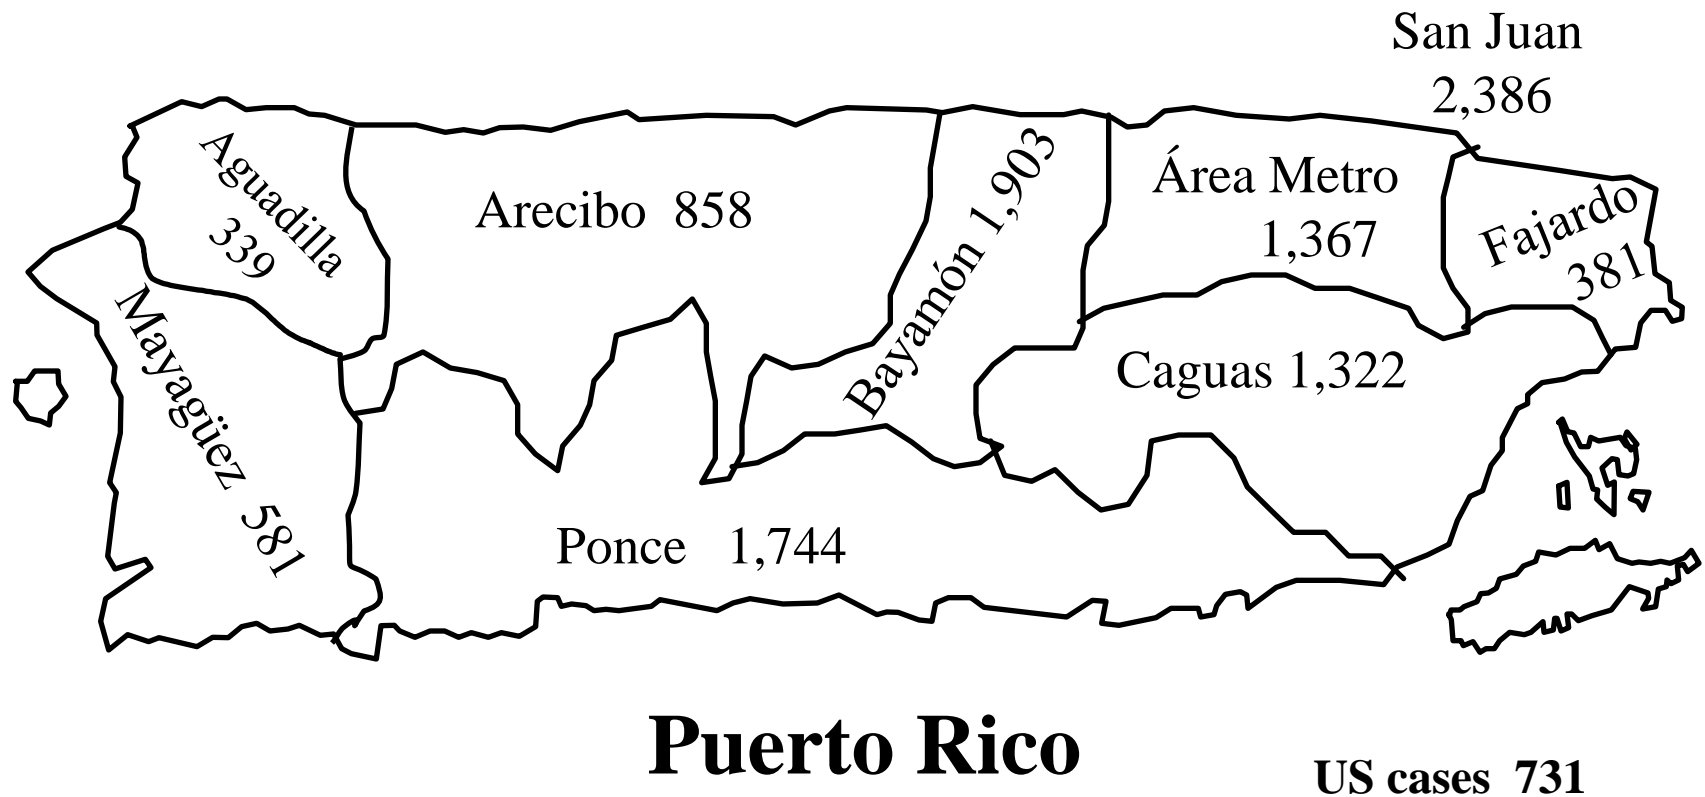 San Juan
2,386
Aguadilla
339
Arecibo 858
Bayamón 1,903
Área Metro
1,367
Fajardo
381
Mayagüez 581
Caguas 1,322
Ponce 1,744
Puerto Rico
US cases 731